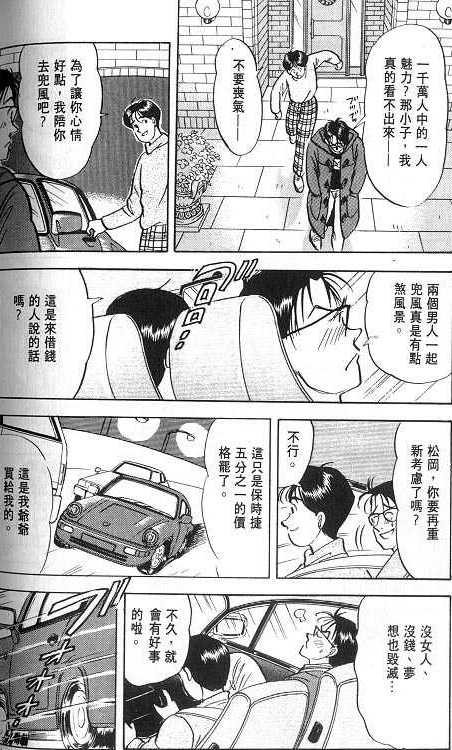 一千萬人中的一人
魅力？那小子，我
真的看不出來——
不要喪氣——
為了讓你心情
好點，我陪你
去兜風吧？
兩個男人一起
兜風真是有點
煞風景。
這是來借錢
的人說的話
嗎？
松岡，你要再重
新考慮了嗎？
不行。
這只是保時捷
五分之一的價
格罷了。
這是我爺爺
買給我的。
沒女人、
沒錢、夢
想也毀滅…
不久，就
會有好事
的啦。